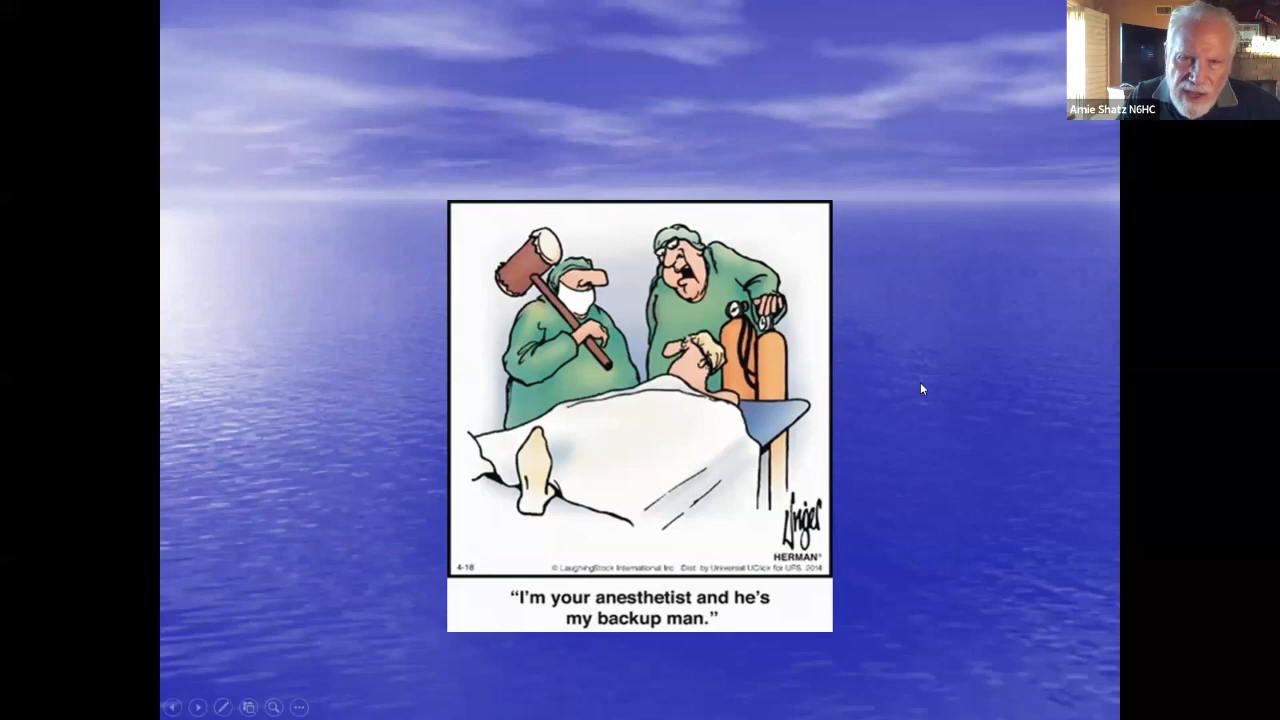 Arnie Shatz N6HC
Unger
HERMAN®
4-18 © LaughingStock International Inc Dist. by Universal UClick for UFS, 2014
“I’m your anesthetist and he’s
my backup man.”